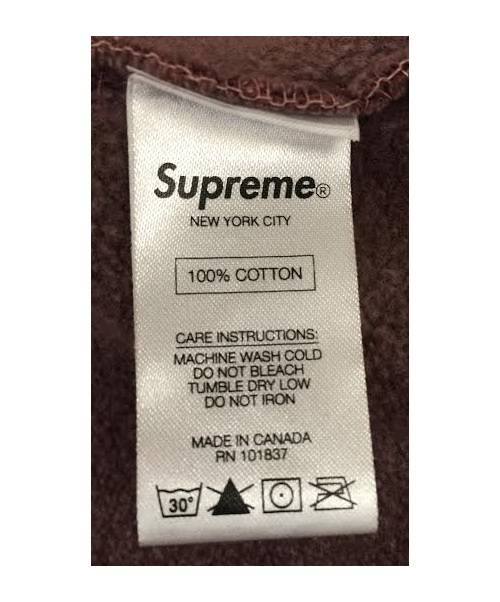 Supreme®
NEW YORK CITY
100% COTTON
CARE INSTRUCTIONS:
MACHINE WASH COLD
DO NOT BLEACH
TUMBLE DRY LOW
DO NOT IRON
MADE IN CANADA
RN 101837
30°